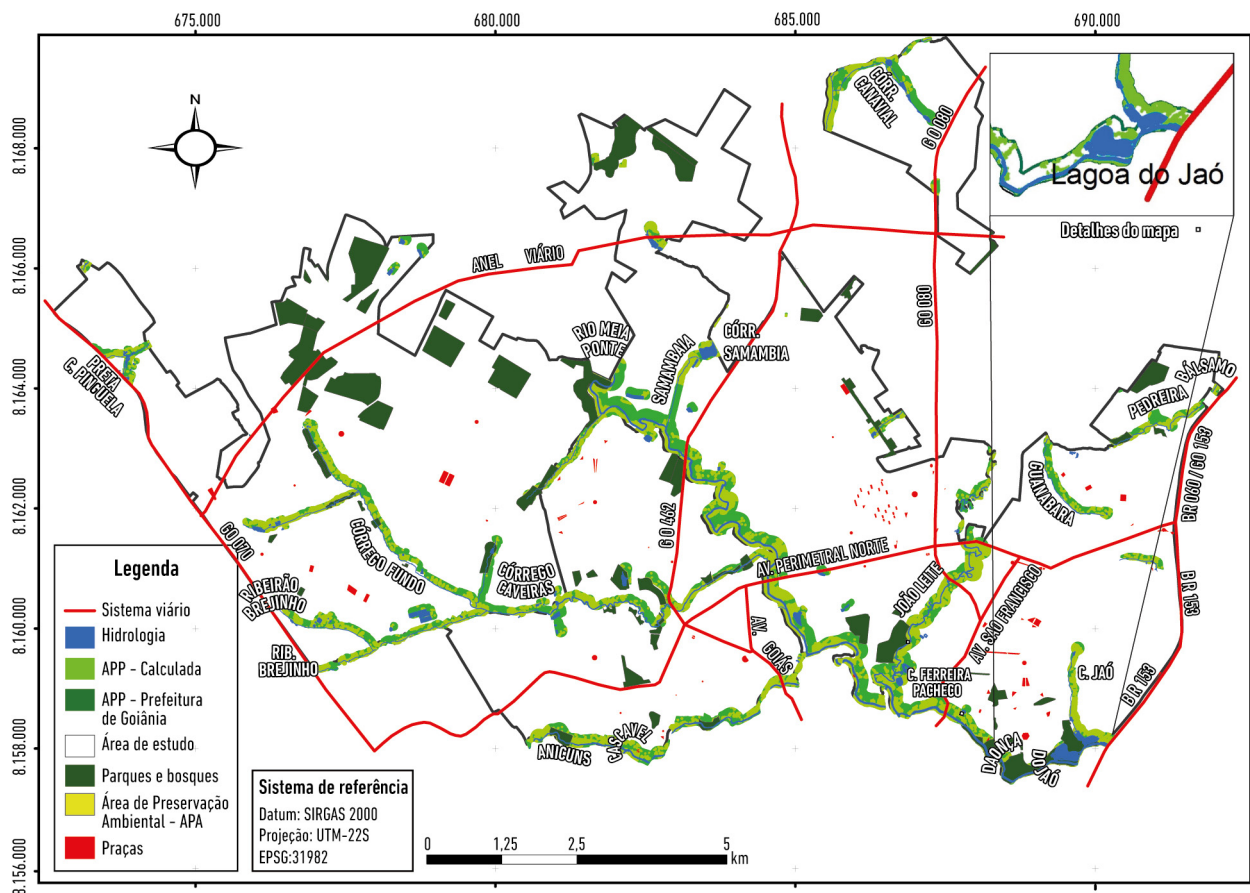 675.000
680.000
685.000
690.000
8.168.000
8.166.000
8.164.000
8.162.000
8.160.000
8.158.000
8.156.000
N
CÓRR.
CANAVIAL
G O 080
Lagoa do Jaó
Detalhes do mapa
ANEL VIÁRIO
GO 080
RIO MEIA
PONTE
SAMAMBAIA
CÓRR.
SAMAMBIA
PRETA
C. PINGUELA
BÁLSAMO
PEDREIRA
GUANABARA
BR 060 / GO 153
GO 070
CÓRREGO FUNDO
G O 462
CÓRREGO
CAVEIRAS
AV. PERIMETRAL NORTE
JOÃO LEITE
AV. SAO FRANCISCO
BR 153
RIBEIRÃO
BREJINHO
RIB.
BREJINHO
AV.
GOIÁS
C. FERREIRA
PACHECO
C. JAÓ
BR 153
ANICUNS
CASCAVEL
DAONÇA
DO JAÓ
Legenda
Sistema viário
Hidrologia
APP - Calculada
APP - Prefeitura
de Goiânia
Área de estudo
Parques e bosques
Área de Preservação
Ambiental - APA
Praças
Sistema de referência
Datum: SIRGAS 2000
Projeção: UTM-22S
EPSG:31982
0
1,25
2,5
5
km